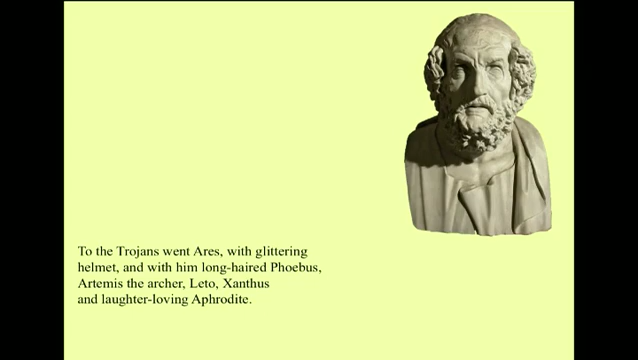 To the Trojans went Ares, with glittering
helmet, and with him long-haired Phoebus,
Artemis the archer, Leto, Xanthus
and laughter-loving Aphrodite.